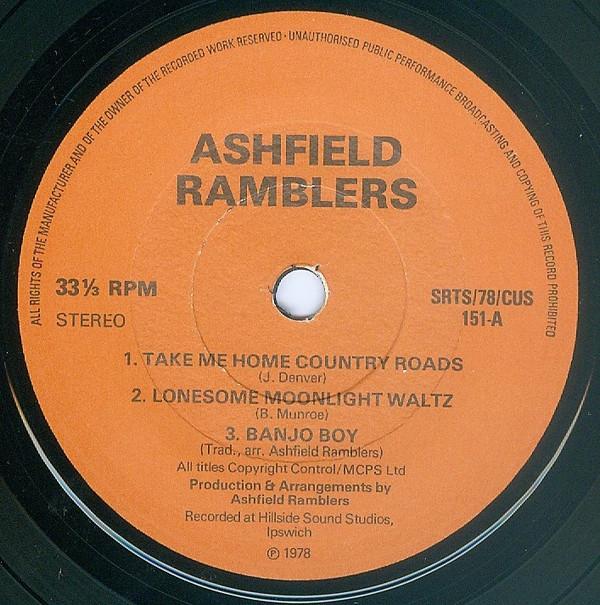 ALL RIGHTS OF THE MANUFACTURER AND OF THE OWNER OF THE RECORDED WORK RESERVED · UNAUTHORISED PUBLIC PERFORMANCE BROADCASTING AND COPYING OF THIS RECORD PROHIBITED
ASHFIELD
RAMBLERS
33⅓ RPM
STEREO
SRTS/78/CUS
151-A
1. TAKE ME HOME COUNTRY ROADS
(J. Denver)
2. LONESOME MOONLIGHT WALTZ
(B. Munroe)
3. BANJO BOY
(Trad., arr. Ashfield Ramblers)
All titles Copyright Control/MCPS Ltd
Production & Arrangements by
Ashfield Ramblers
Recorded at Hillside Sound Studios,
Ipswich
℗ 1978